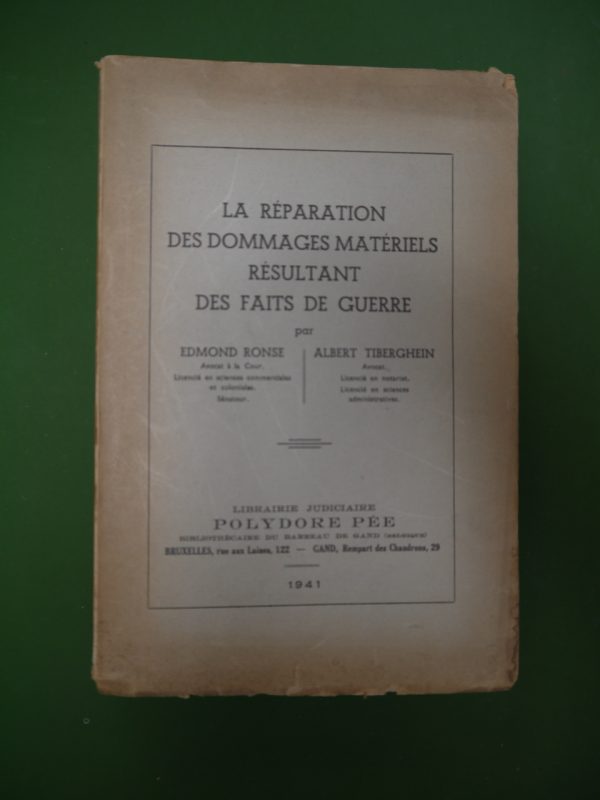 LA RÉPARATION
DES DOMMAGES MATÉRIELS
RÉSULTANT
DES FAITS DE GUERRE
par
EDMOND RONSE
Avocat à la Cour.
Licencié en sciences commerciales
et coloniales.
Sénateur.
ALBERT TIBERGHEIN
Avocat.
Licencié en notariat.
Licencié en sciences
administratives.
LIBRAIRIE JUDICIAIRE
POLYDORE PÉE
BIBLIOTHÉCAIRE DU BARREAU DE GAND
BRUXELLES, rue aux Laines, 122 — GAND, Rempart des Chaudrons, 29
1941